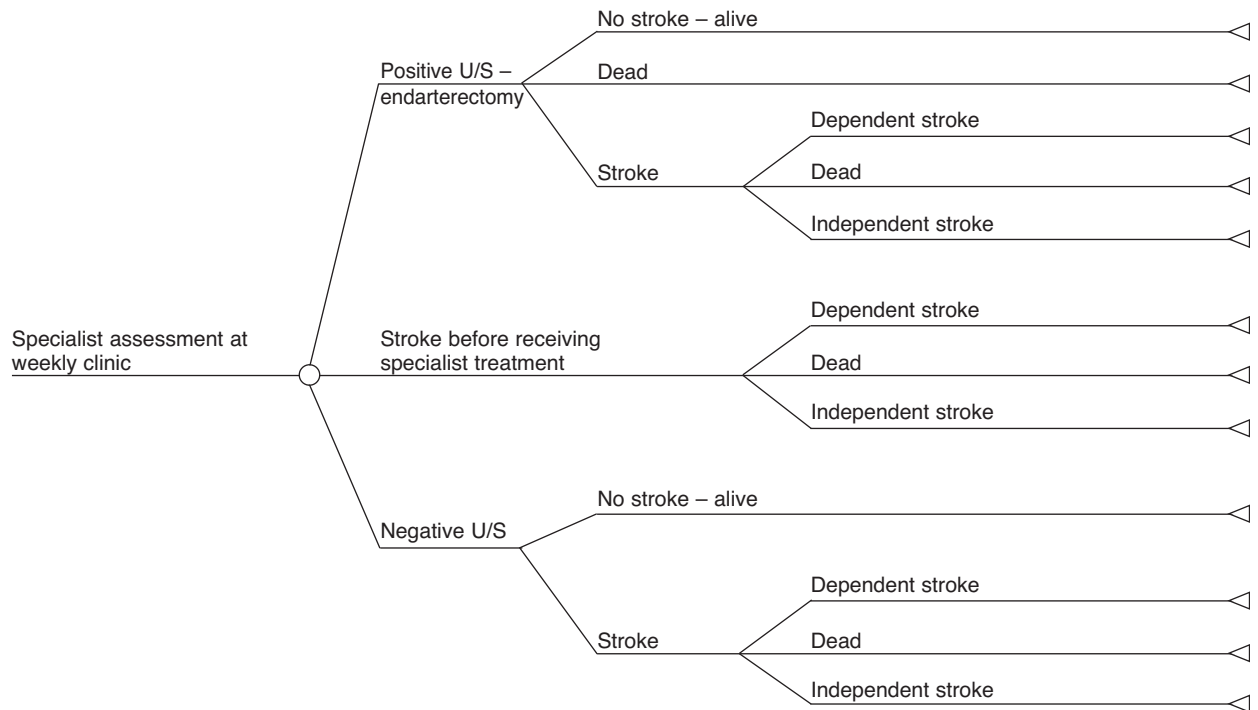 No stroke – alive
Positive U/S –
endarterectomy
Dead
Dependent stroke
Stroke
Dead
Independent stroke
Specialist assessment at
weekly clinic
Stroke before receiving
specialist treatment
Dependent stroke
Dead
Independent stroke
Negative U/S
No stroke – alive
Dependent stroke
Stroke
Dead
Independent stroke